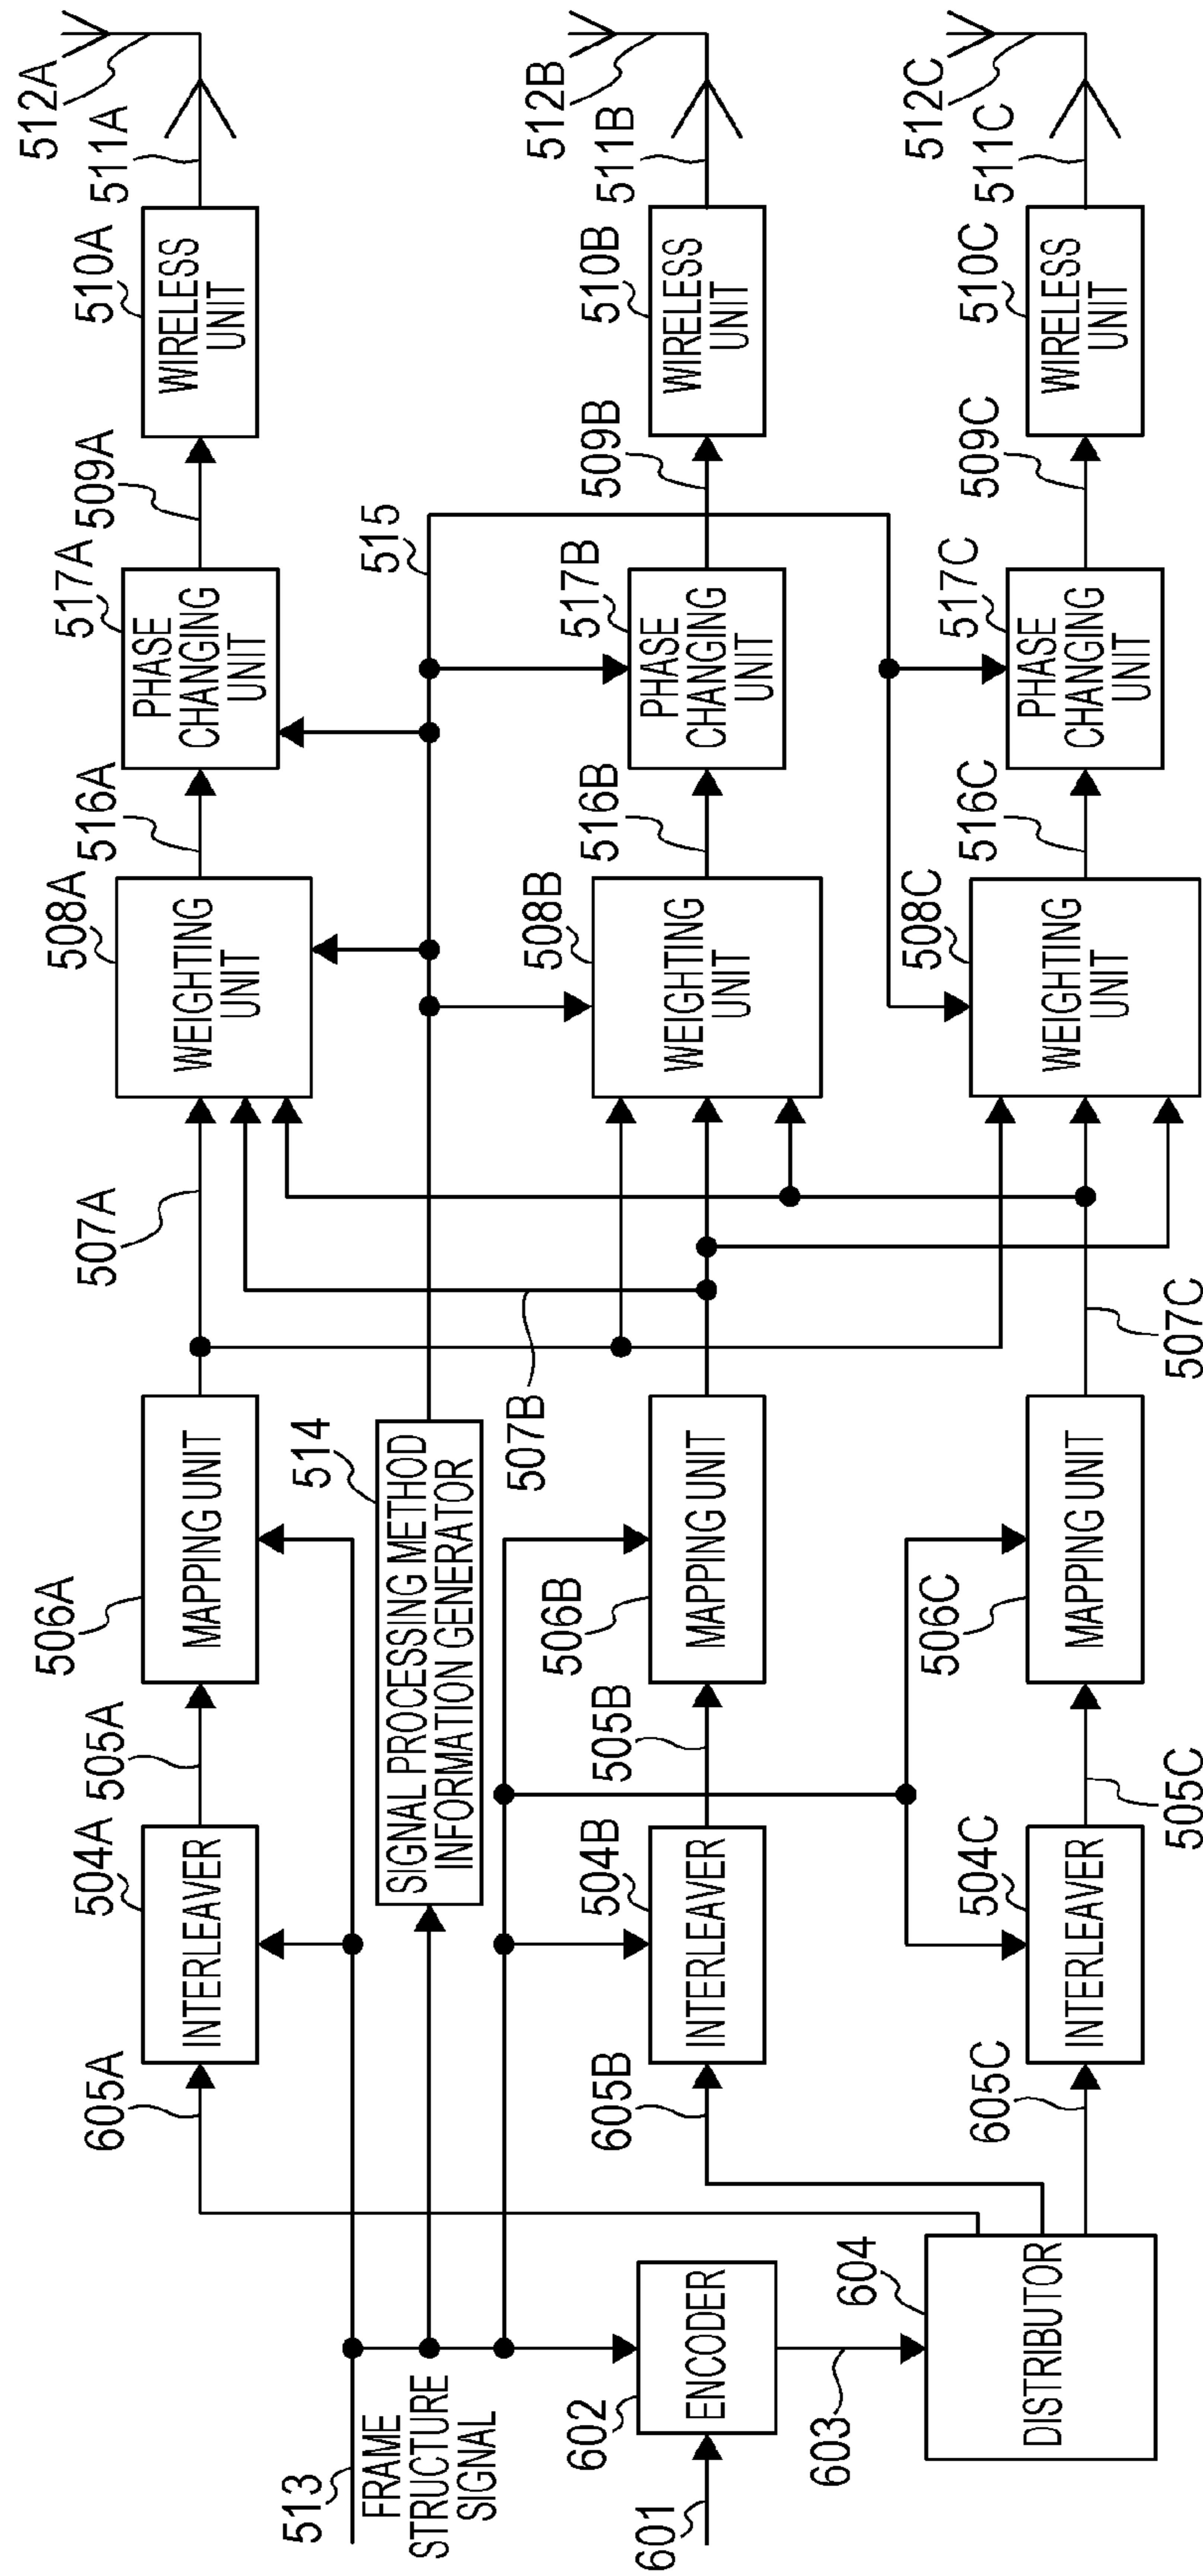 513
FRAME
STRUCTURE
SIGNAL
601
602
ENCODER
603
604
DISTRIBUTOR
605A
504A
INTERLEAVER
505A
506A
MAPPING UNIT
507A
508A
WEIGHTING
UNIT
516A
517A
PHASE
CHANGING
UNIT
509A
510A
WIRELESS
UNIT
511A
512A
514
SIGNAL PROCESSING METHOD
INFORMATION GENERATOR
515
605B
504B
INTERLEAVER
505B
506B
MAPPING UNIT
507B
508B
WEIGHTING
UNIT
516B
517B
PHASE
CHANGING
UNIT
509B
510B
WIRELESS
UNIT
511B
512B
605C
504C
INTERLEAVER
505C
506C
MAPPING UNIT
507C
508C
WEIGHTING
UNIT
516C
517C
PHASE
CHANGING
UNIT
509C
510C
WIRELESS
UNIT
511C
512C